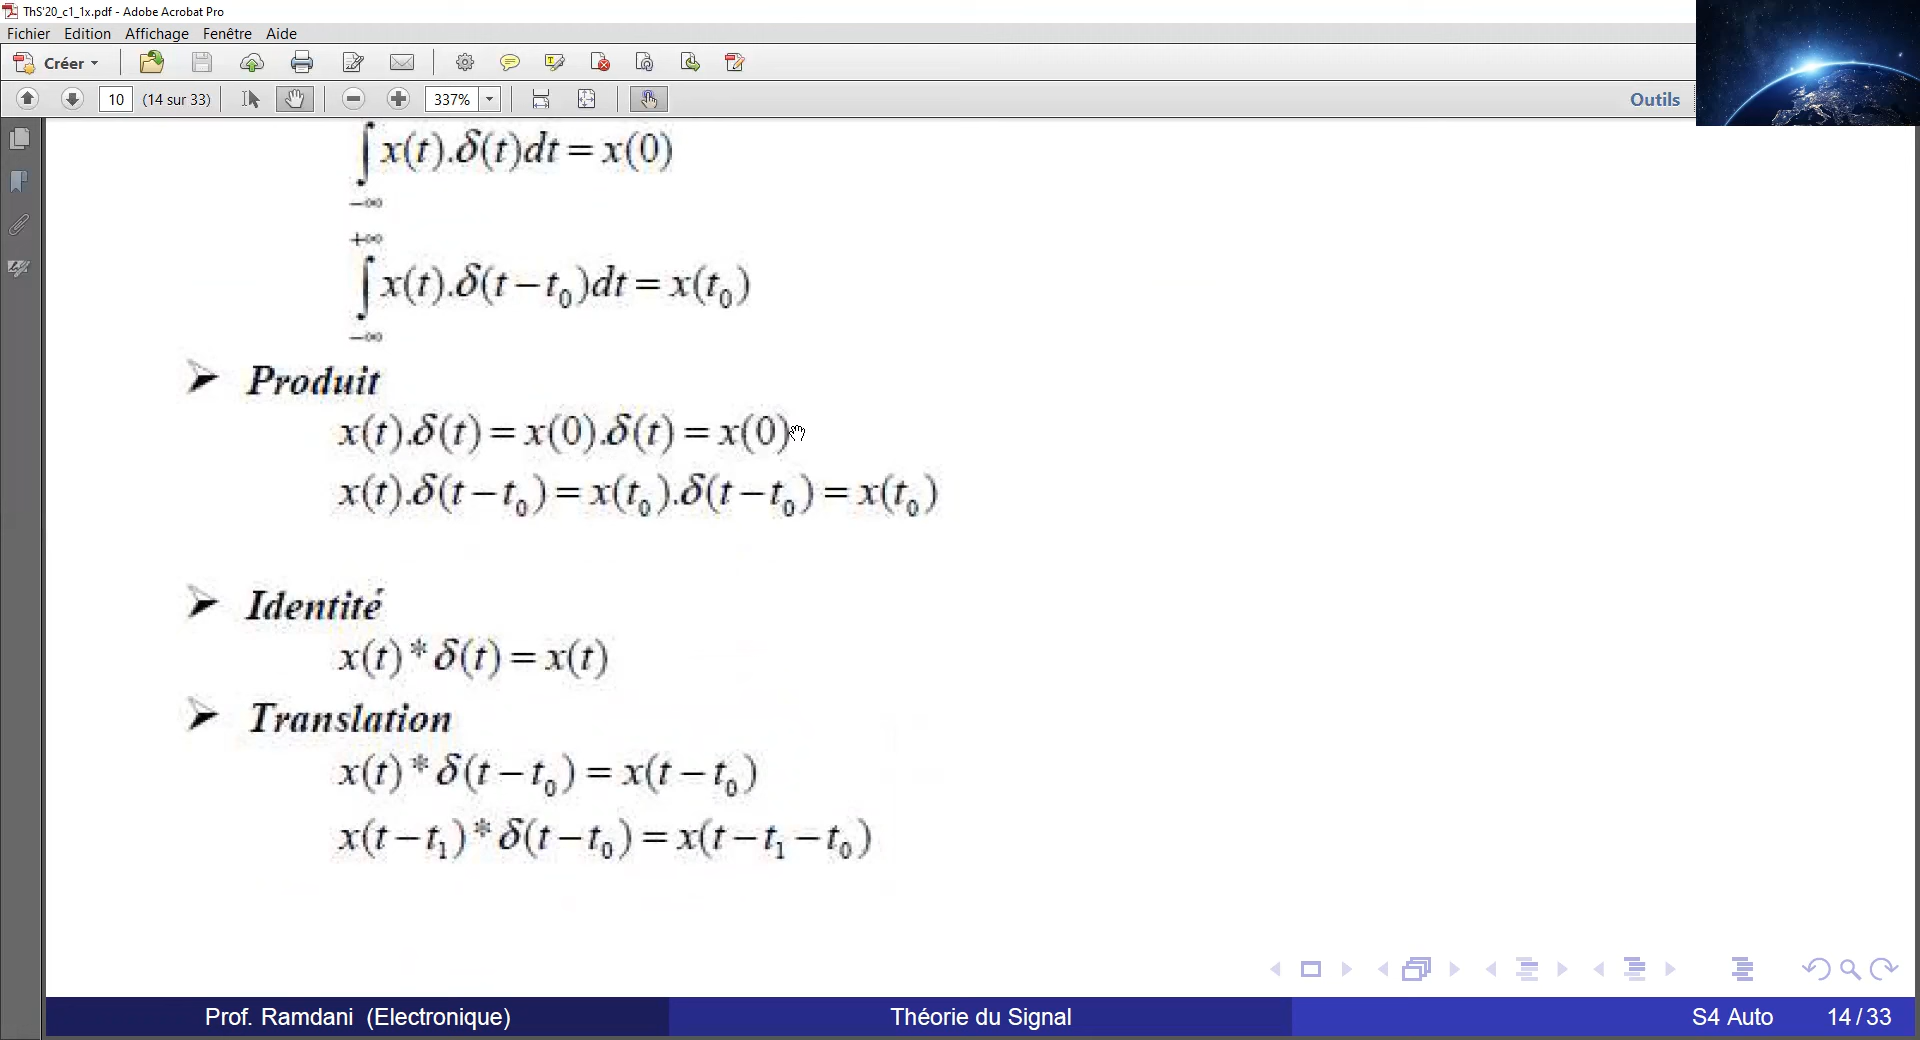 ThS'20_c1_1x.pdf - Adobe Acrobat Pro
Fichier Edition Affichage Fenêtre Aide
Créer
10 (14 sur 33) 337% Outils
∫ x(t).δ(t)dt = x(0)
−∞
+∞
∫ x(t).δ(t − t₀)dt = x(t₀)
−∞
Produit
x(t).δ(t) = x(0).δ(t) = x(0)
x(t).δ(t − t₀) = x(t₀).δ(t − t₀) = x(t₀)
Identité
x(t) * δ(t) = x(t)
Translation
x(t) * δ(t − t₀) = x(t − t₀)
x(t − t₁) * δ(t − t₀) = x(t − t₁ − t₀)
Prof. Ramdani (Electronique) Théorie du Signal S4 Auto 14 / 33